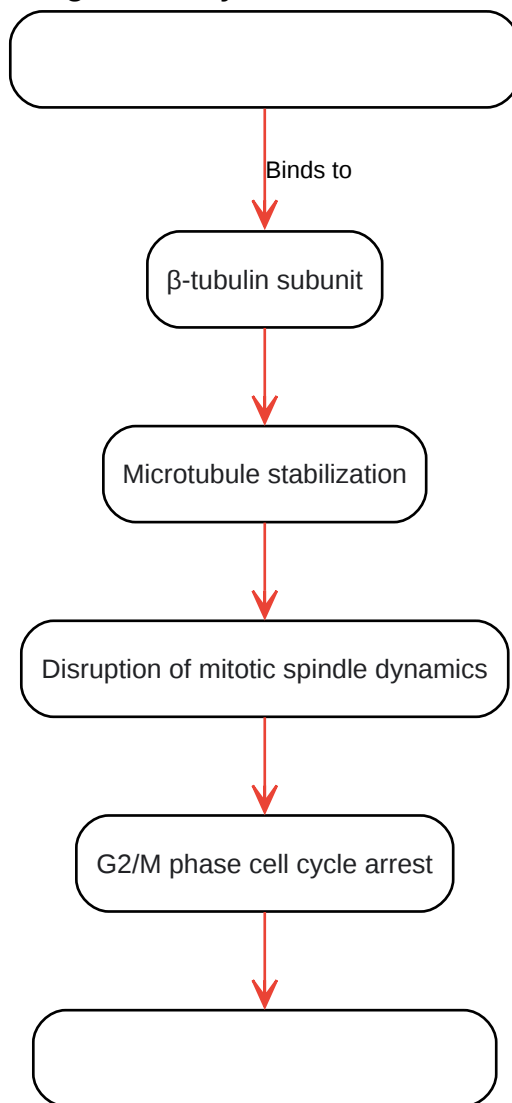 Binds to
β-tubulin subunit
Microtubule stabilization
Disruption of mitotic spindle dynamics
G2/M phase cell cycle arrest